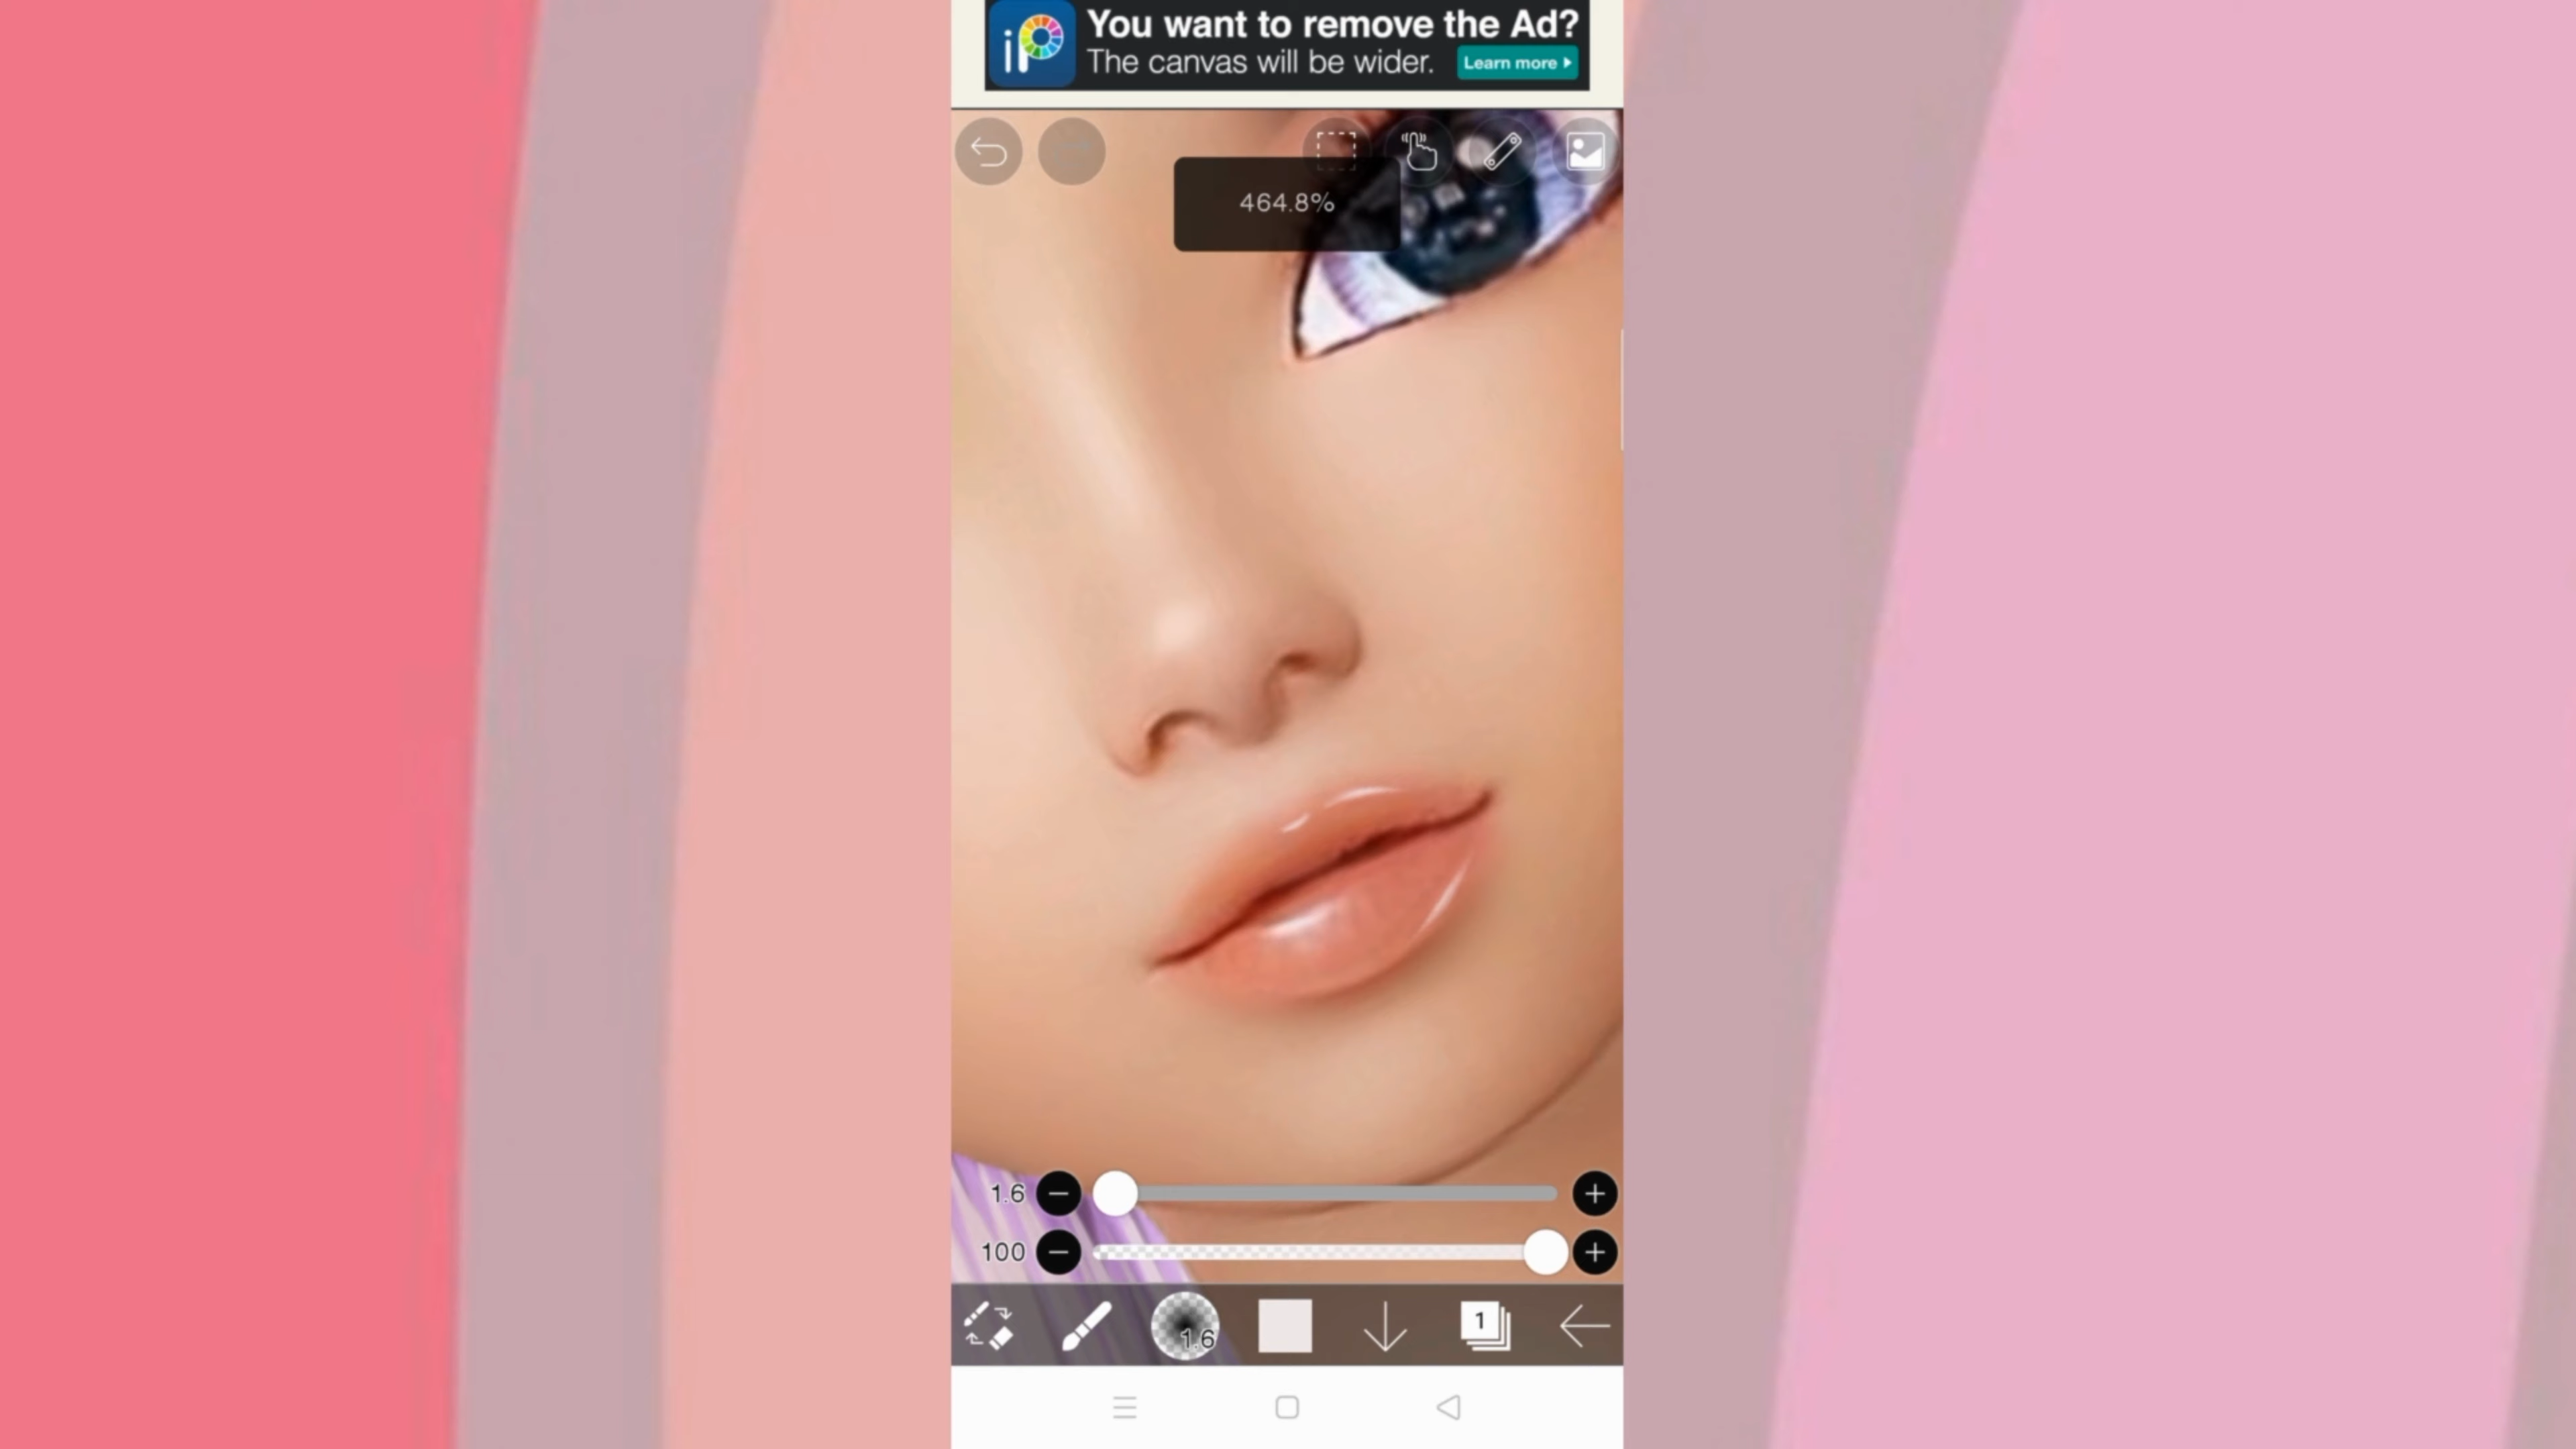 iP
You want to remove the Ad?
The canvas will be wider.
Learn more
464.8%
1.6
100
1.6
1